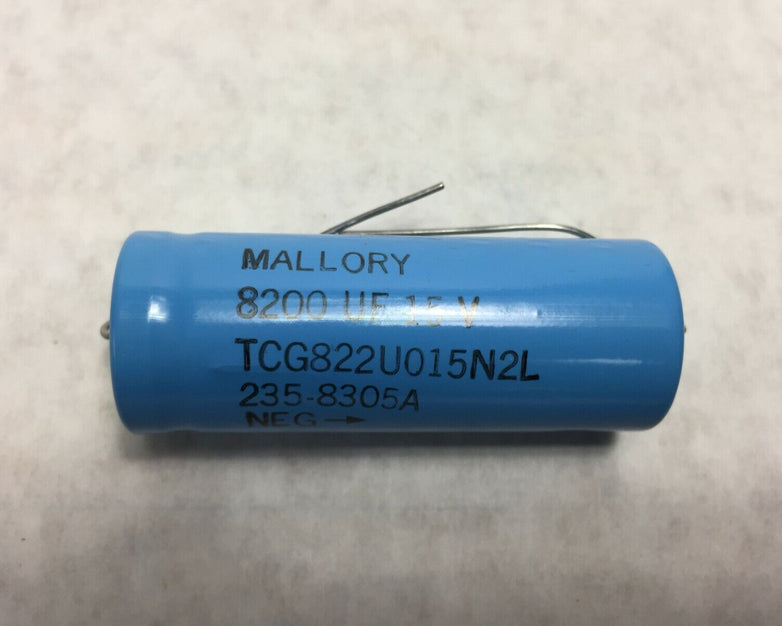 MALLORY
8200 UF 15 V
TCG822U015N2L
235-8305A
NEG →